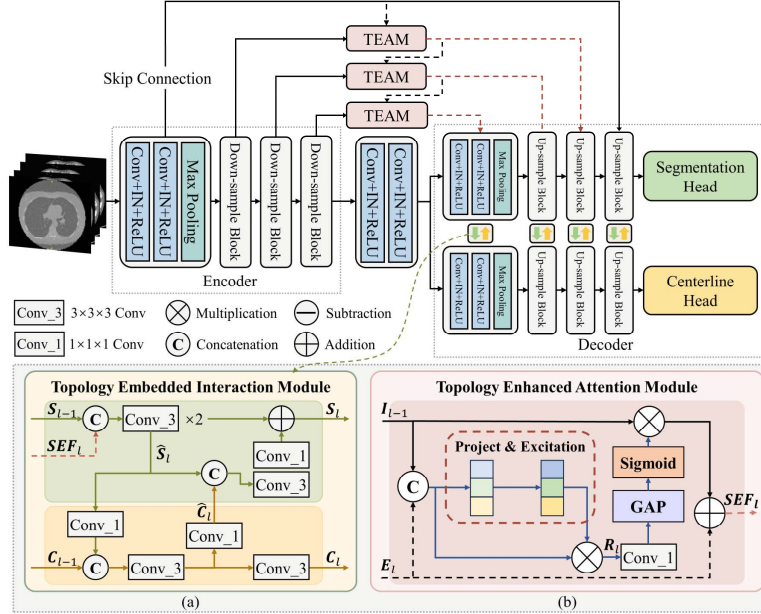 TEAM
TEAM
TEAM
Skip Connection
Conv+IN+ReLU
Conv+IN+ReLU
Max Pooling
Down-sample Block
Down-sample Block
Down-sample Block
Encoder
Conv+IN+ReLU
Conv+IN+ReLU
Conv+IN+ReLU
Conv+IN+ReLU
Max Pooling
Up-sample Block
Up-sample Block
Up-sample Block
Segmentation
Head
Conv+IN+ReLU
Conv+IN+ReLU
Max Pooling
Up-sample Block
Up-sample Block
Up-sample Block
Centerline
Head
Decoder
Conv_3 3×3×3 Conv
Multiplication
Subtraction
Conv_1 1×1×1 Conv
C Concatenation
Addition
Topology Embedded Interaction Module
S_{l-1}
C
Conv_3 ×2
S_l
SEF_l
Ŝ_l
Conv_1
C
Conv_3
Ĉ_l
Conv_1
Conv_1
C_{l-1}
C
Conv_3
Conv_3
C_l
(a)
Topology Enhanced Attention Module
I_{l-1}
Project & Excitation
Sigmoid
C
GAP
SEF_l
R_l
Conv_1
E_l
(b)